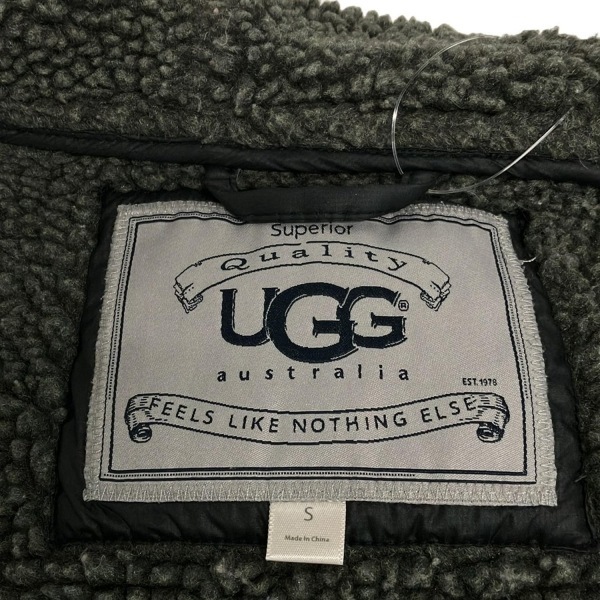 Superior
Quality
UGG®
australia
EST. 1978
FEELS LIKE NOTHING ELSE
S
Made In China